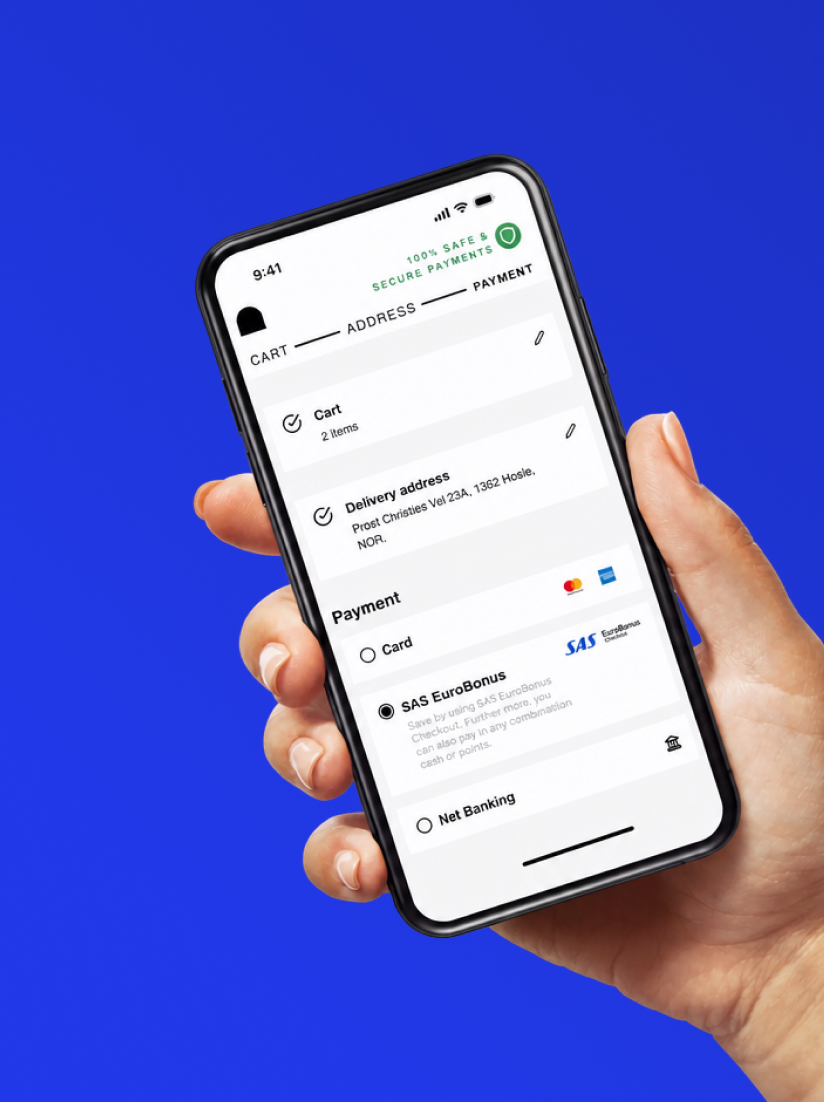 9:41
100% SAFE &
SECURE PAYMENTS
CART
ADDRESS
PAYMENT
Cart
2 items
Delivery address
Prost Christies Vel 23A, 1362 Hosle,
NOR.
Payment
Card
SAS EuroBonus
SAS
EuroBonus
Checkout
Save by using SAS EuroBonus
Checkout. Further more, you
can also pay in any combination
cash or points.
Net Banking